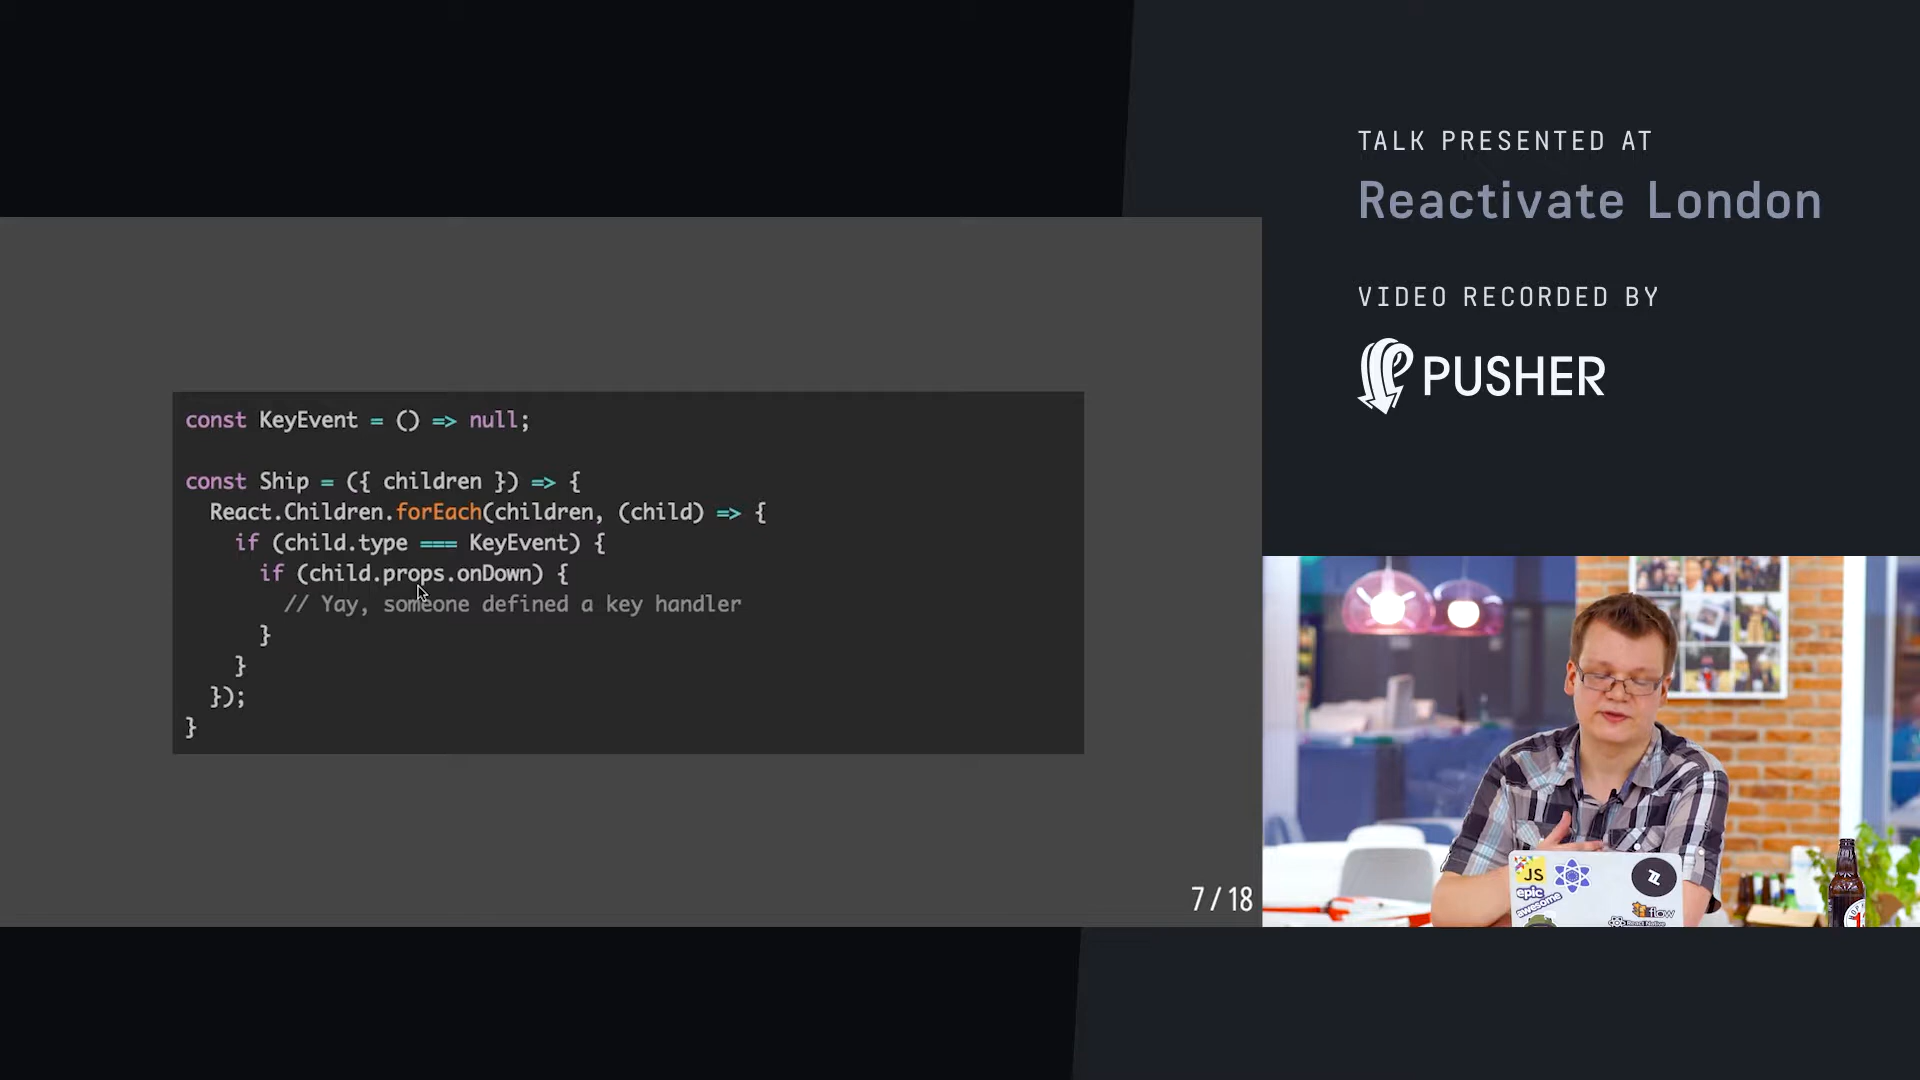 TALK PRESENTED AT
Reactivate London
VIDEO RECORDED BY
PUSHER
const KeyEvent = () => null;
const Ship = ({ children }) => {
  React.Children.forEach(children, (child) => {
    if (child.type === KeyEvent) {
      if (child.props.onDown) {
        // Yay, someone defined a key handler
      }
    }
  });
}
7 / 18
JS
epic
awesome
flow
React Native